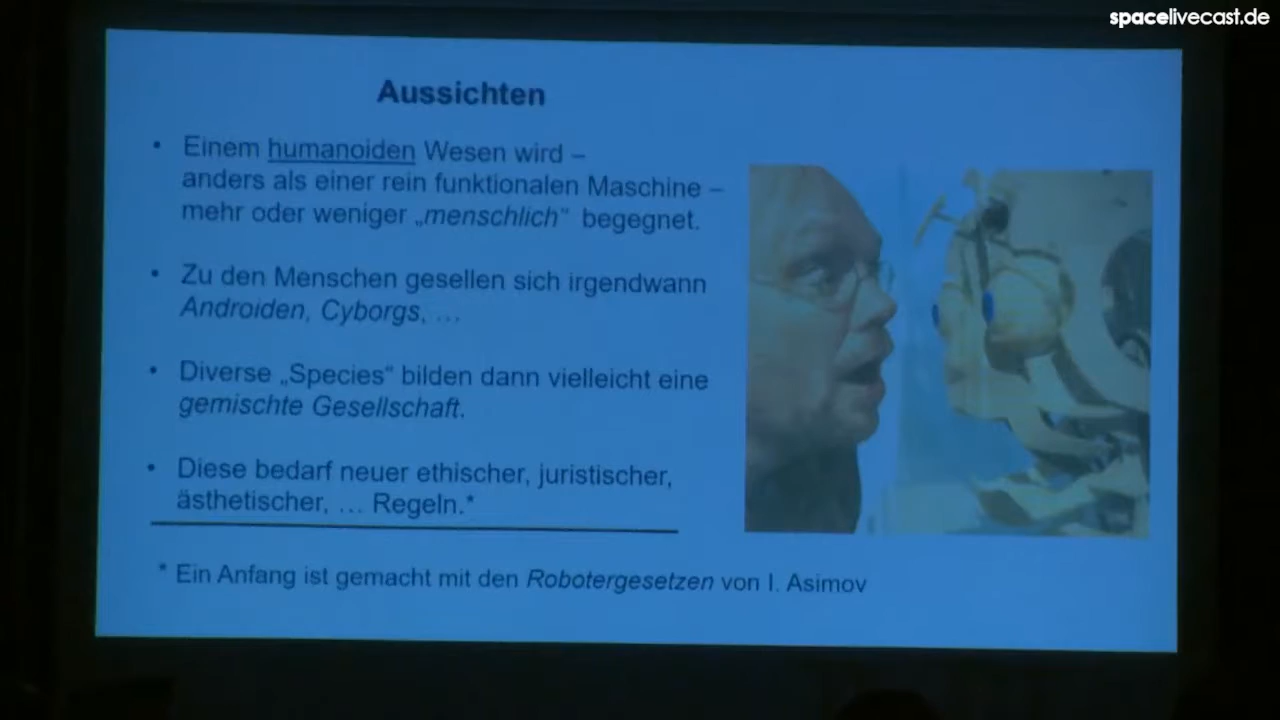 spacelivecast.de
Aussichten
• Einem humanoiden Wesen wird –
anders als einer rein funktionalen Maschine –
mehr oder weniger „menschlich“ begegnet.
• Zu den Menschen gesellen sich irgendwann
Androiden, Cyborgs, …
• Diverse „Species“ bilden dann vielleicht eine
gemischte Gesellschaft.
• Diese bedarf neuer ethischer, juristischer,
ästhetischer, … Regeln.*
* Ein Anfang ist gemacht mit den Robotergesetzen von I. Asimov